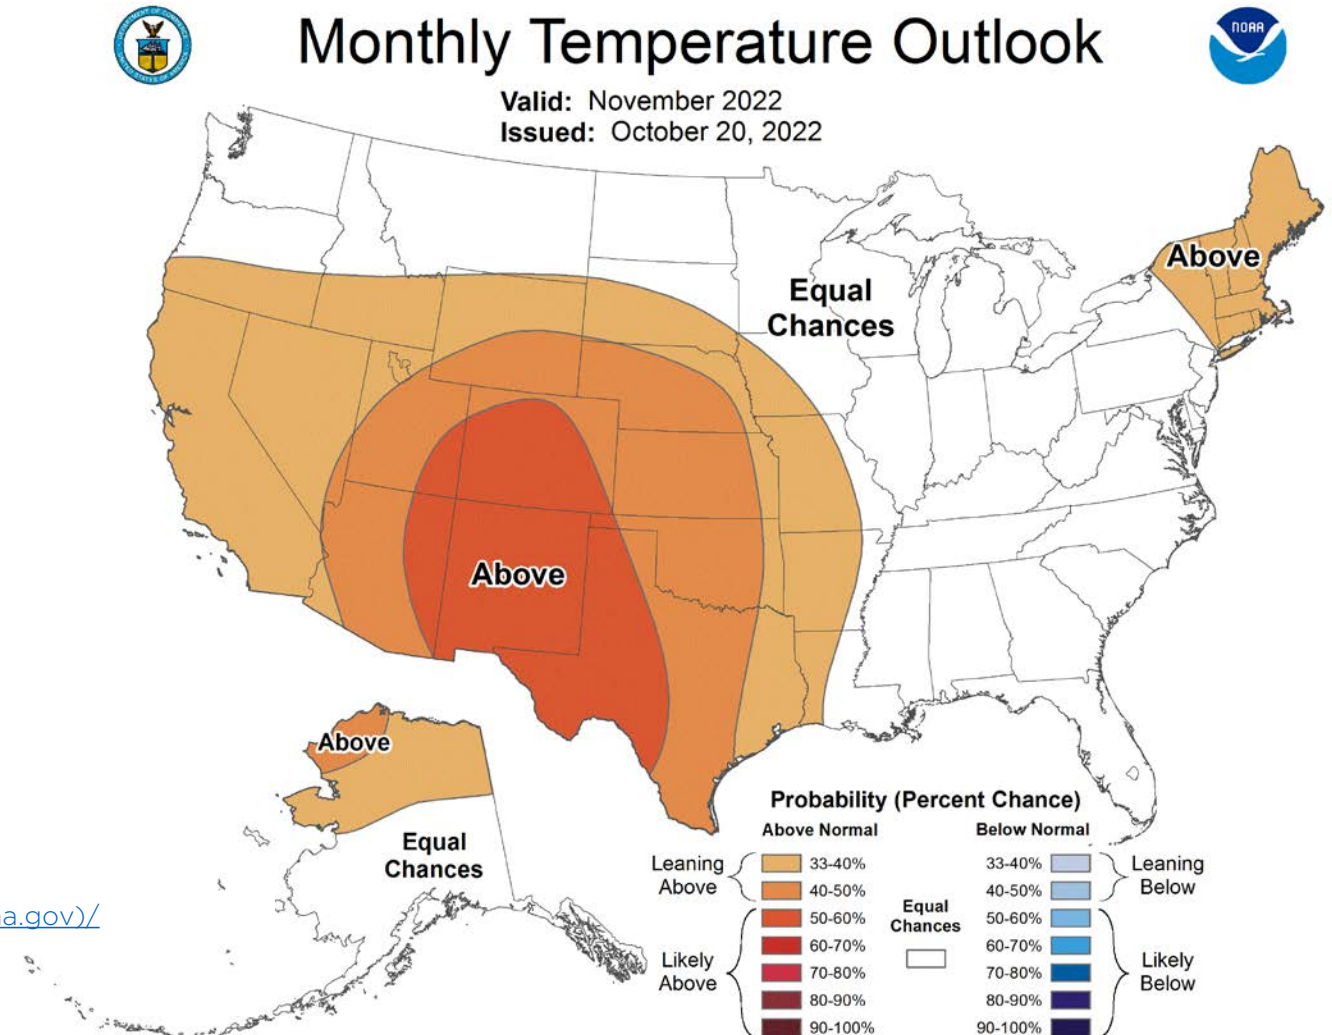 Monthly Temperature Outlook
NOAA
Valid: November 2022
Issued: October 20, 2022
Above
Equal
Chances
Above
Above
Equal
Chances
a.gov)/
Probability (Percent Chance)
Above Normal
Below Normal
Leaning
Above
33-40%
40-50%
50-60%
60-70%
70-80%
80-90%
90-100%
Likely
Above
Equal
Chances
33-40%
40-50%
50-60%
60-70%
70-80%
80-90%
90-100%
Leaning
Below
Likely
Below